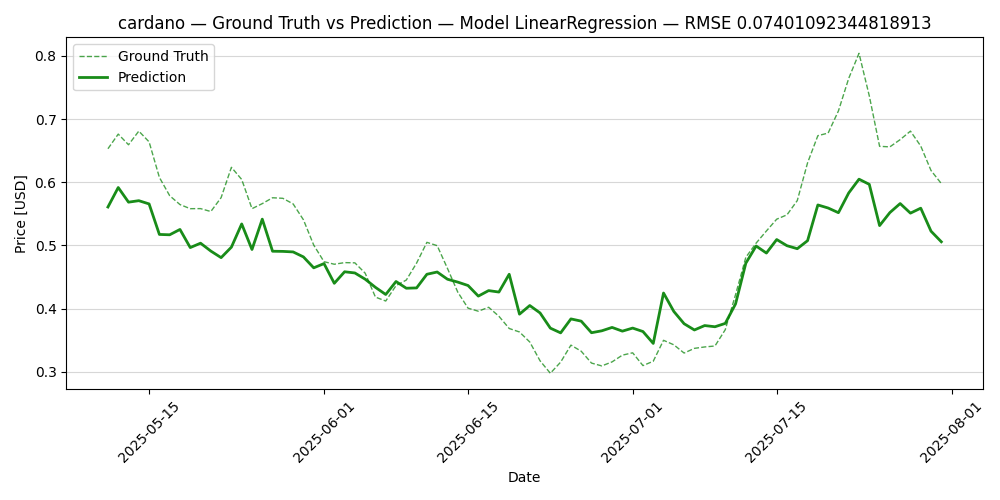 cardano — Ground Truth vs Prediction — Model LinearRegression — RMSE 0.07401092344818913
Ground Truth
Prediction
Price [USD]
0.8
0.7
0.6
0.5
0.4
0.3
2025-05-15
2025-06-01
2025-06-15
2025-07-01
2025-07-15
2025-08-01
Date